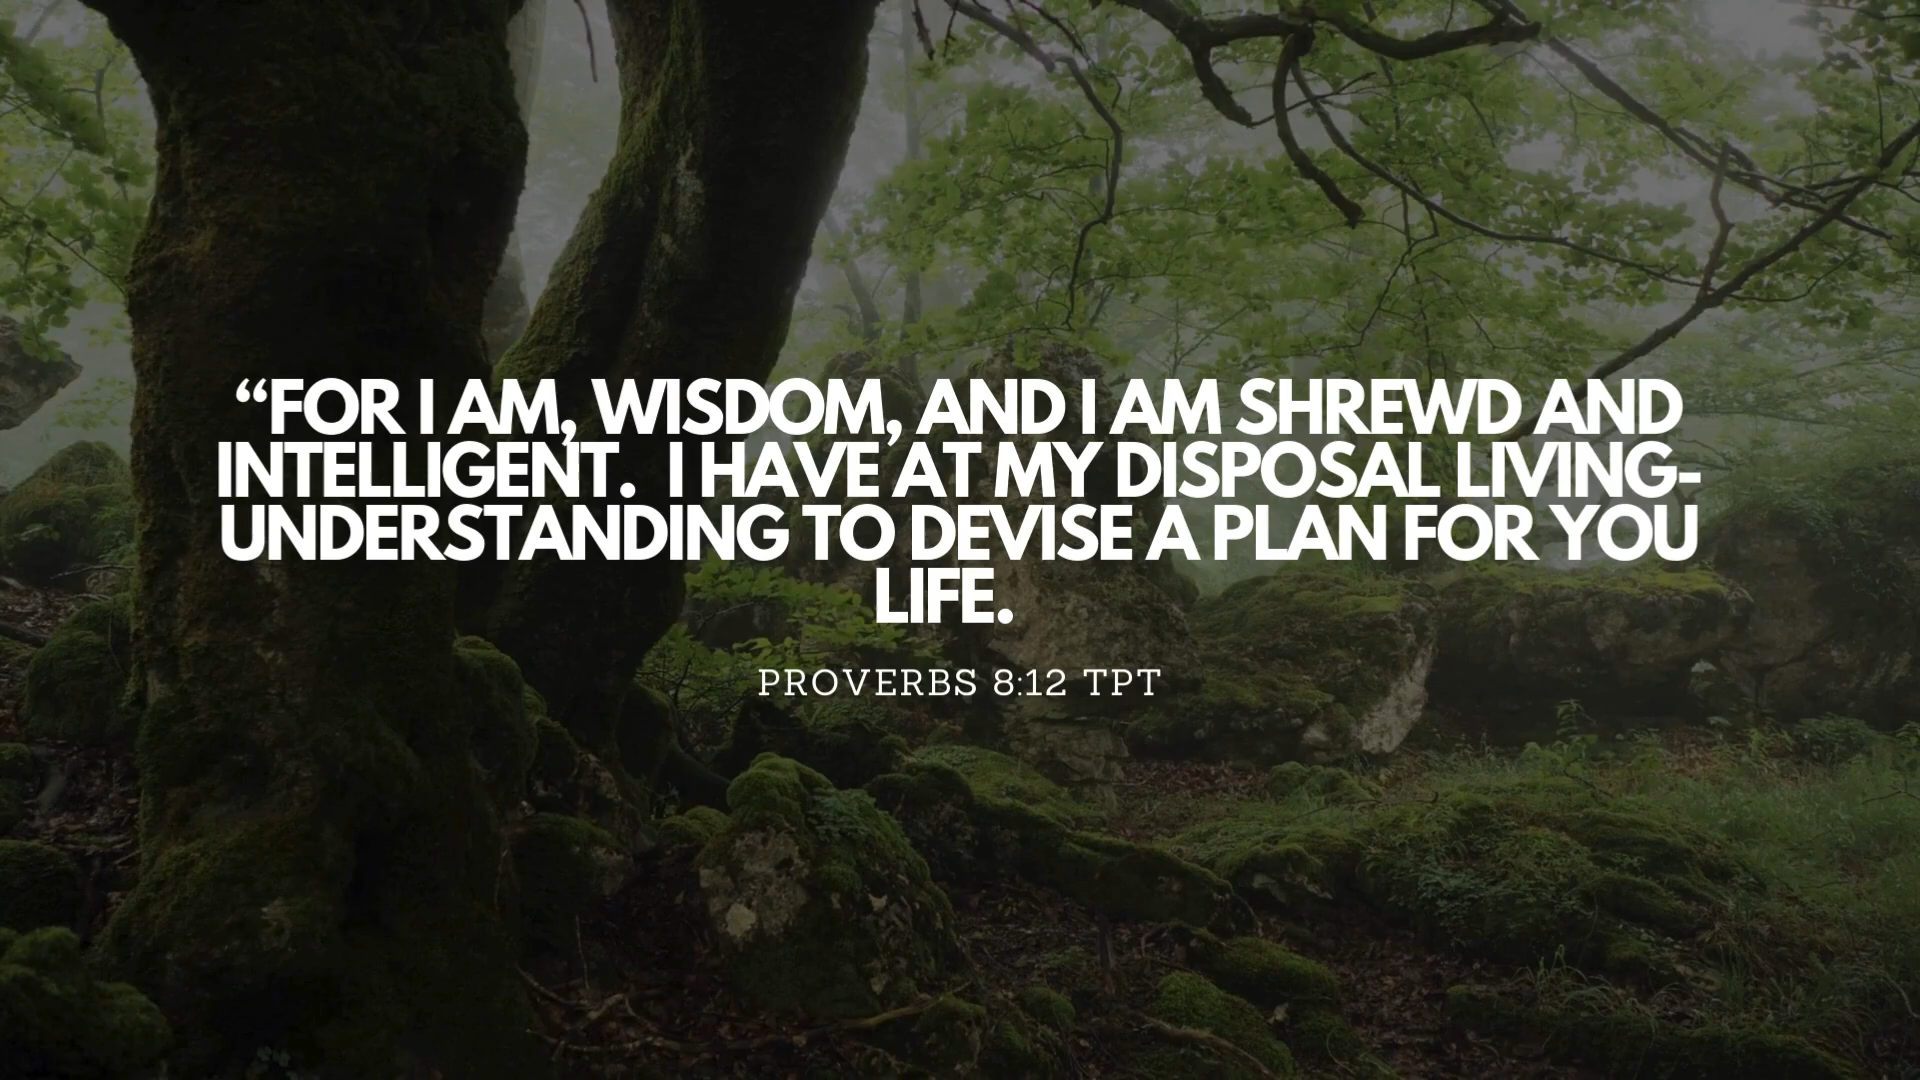 “FOR I AM, WISDOM, AND I AM SHREWD AND
INTELLIGENT.  I HAVE AT MY DISPOSAL LIVING-
UNDERSTANDING TO DEVISE A PLAN FOR YOU
LIFE.
PROVERBS 8:12 TPT